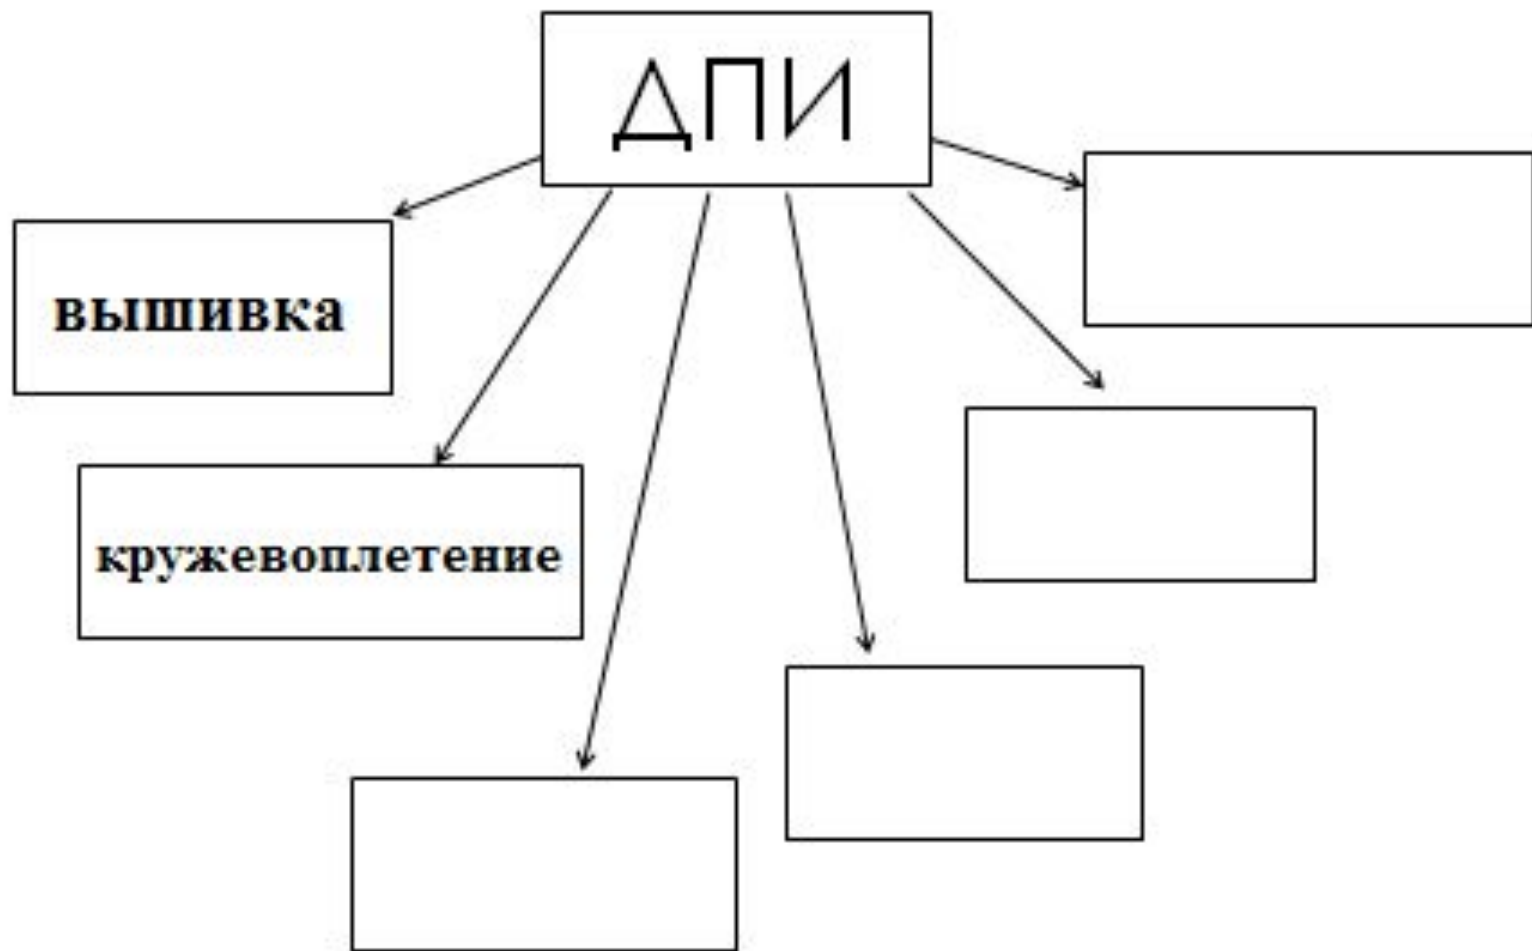 ДПИ
вышивка
кружевоплетение